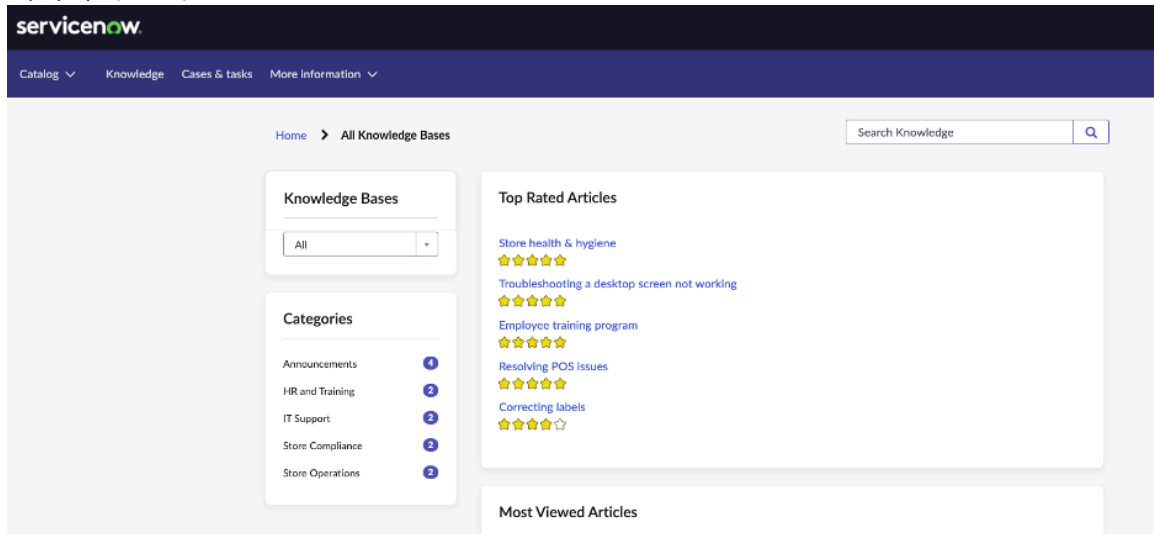 servicenow.
Catalog Knowledge Cases & tasks More information
Home All Knowledge Bases
Search Knowledge
Knowledge Bases
All
Categories
Announcements 4
HR and Training 2
IT Support 2
Store Compliance 2
Store Operations 2
Top Rated Articles
Store health & hygiene
Troubleshooting a desktop screen not working
Employee training program
Resolving POS issues
Correcting labels
Most Viewed Articles